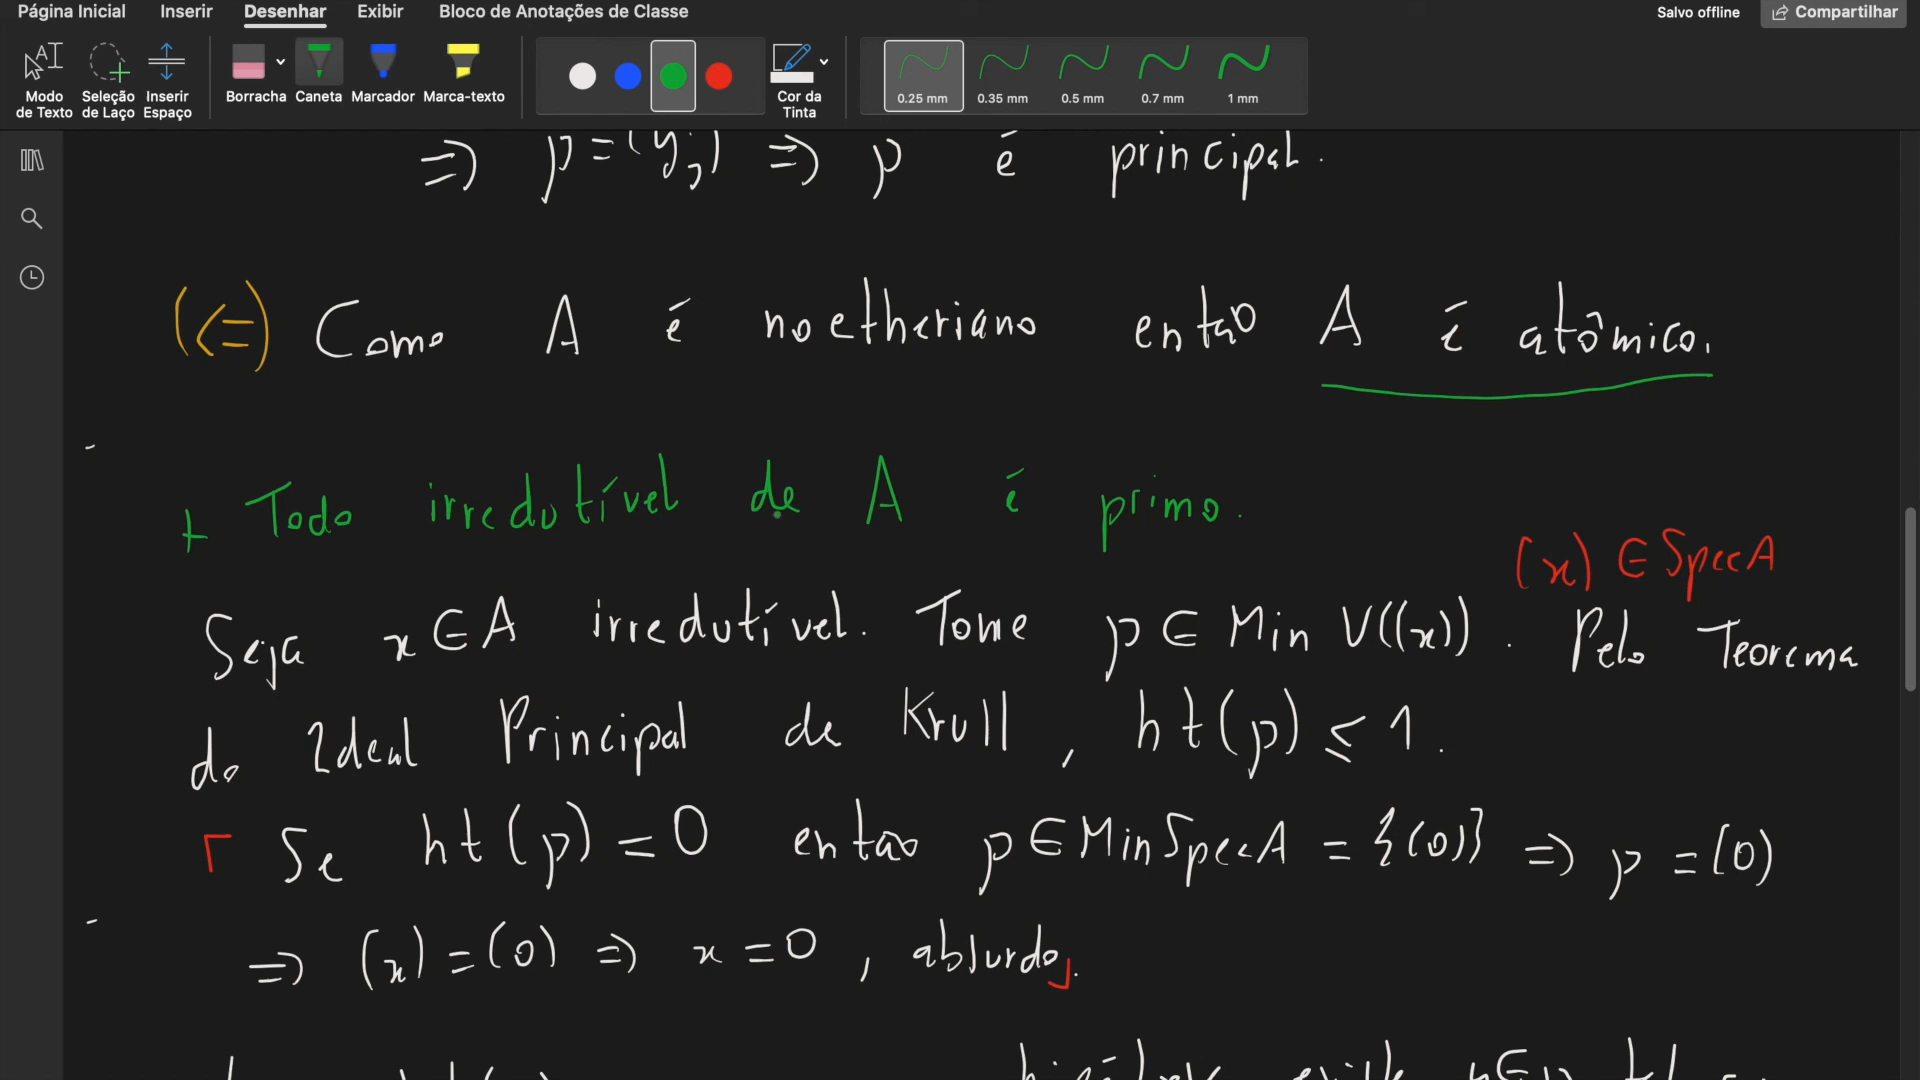 Página Inicial Inserir Desenhar Exibir Bloco de Anotações de Classe Salvo offline Compartilhar
Modo de Texto Seleção de Laço Inserir Espaço Borracha Caneta Marcador Marca-texto Cor da Tinta 0.25 mm 0.35 mm 0.5 mm 0.7 mm 1 mm
=> p = (yj) => p é principal.
(<=) Como A é noetheriano então A é atômico.
+ Todo irredutível de A é primo.
(x) ∈ Spec A
Seja x ∈ A irredutível. Tome p ∈ Min V((x)). Pelo Teorema
do Ideal Principal de Krull, ht(p) ≤ 1.
Se ht(p) = 0 então p ∈ Min Spec A = {(0)} => p = (0)
=> (x) = (0) => x = 0, absurdo.